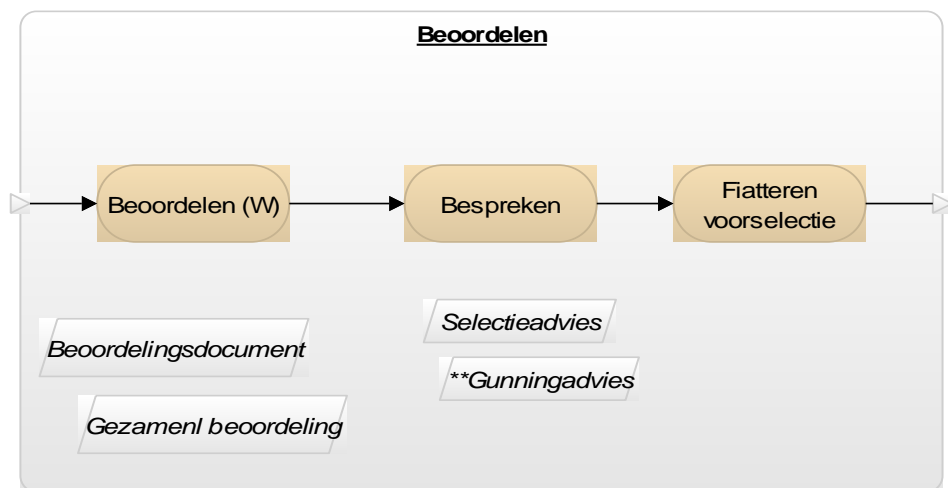 Beoordelen
Beoordelen (W)
Bespreken
Fiatteren
voorselectie
Selectieadvies
Beoordelingsdocument
**Gunningadvies
Gezamenl beoordeling